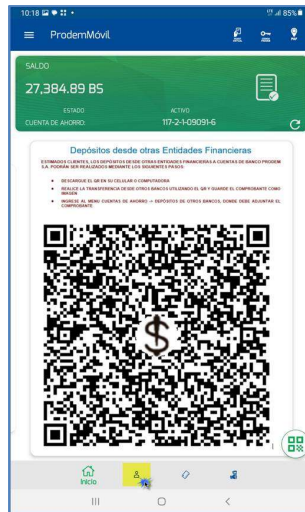 10:18
85%
ProdemMóvil
SALDO
27,384.89 BS
ESTADO ACTIVO
CUENTA DE AHORRO: 117-2-1-09091-6
Depósitos desde otras Entidades Financieras
ESTIMADOS CLIENTES, LOS DEPÓSITOS DESDE OTRAS ENTIDADES FINANCIERAS A CUENTAS DE BANCO PRODEM
S.A. PODRÁN SER REALIZADOS MEDIANTE LOS SIGUIENTES PASOS:
• DESCARGUE EL QR EN SU CELULAR O COMPUTADORA
• REALICE LA TRANSFERENCIA DESDE OTROS BANCOS UTILIZANDO EL QR Y GUARDE EL COMPROBANTE COMO
IMAGEN
• INGRESE AL MENU CUENTAS DE AHORRO -> DEPÓSITOS DE OTROS BANCOS, DONDE DEBE ADJUNTAR EL
COMPROBANTE
$
Inicio